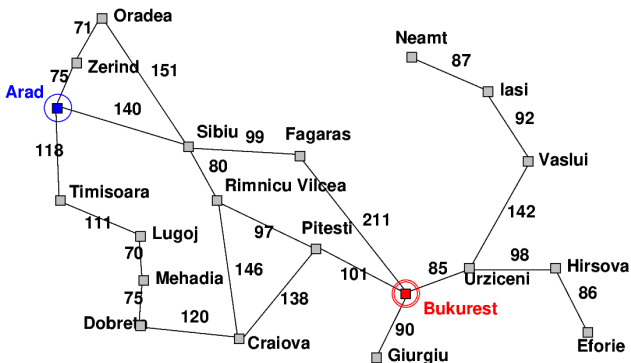 Oradea
71
Neamt
87
Zerind
75
151
Iasi
Arad
140
92
118
Sibiu
99
Fagaras
80
Vaslui
Timisoara
Rimnicu Vilcea
111
211
142
Lugoj
97
Pitesti
70
98
Mehadia
146
101
85
Urziceni
Hirsova
75
138
86
Dobreta
120
Bukurest
90
Craiova
Giurgiu
Eforie